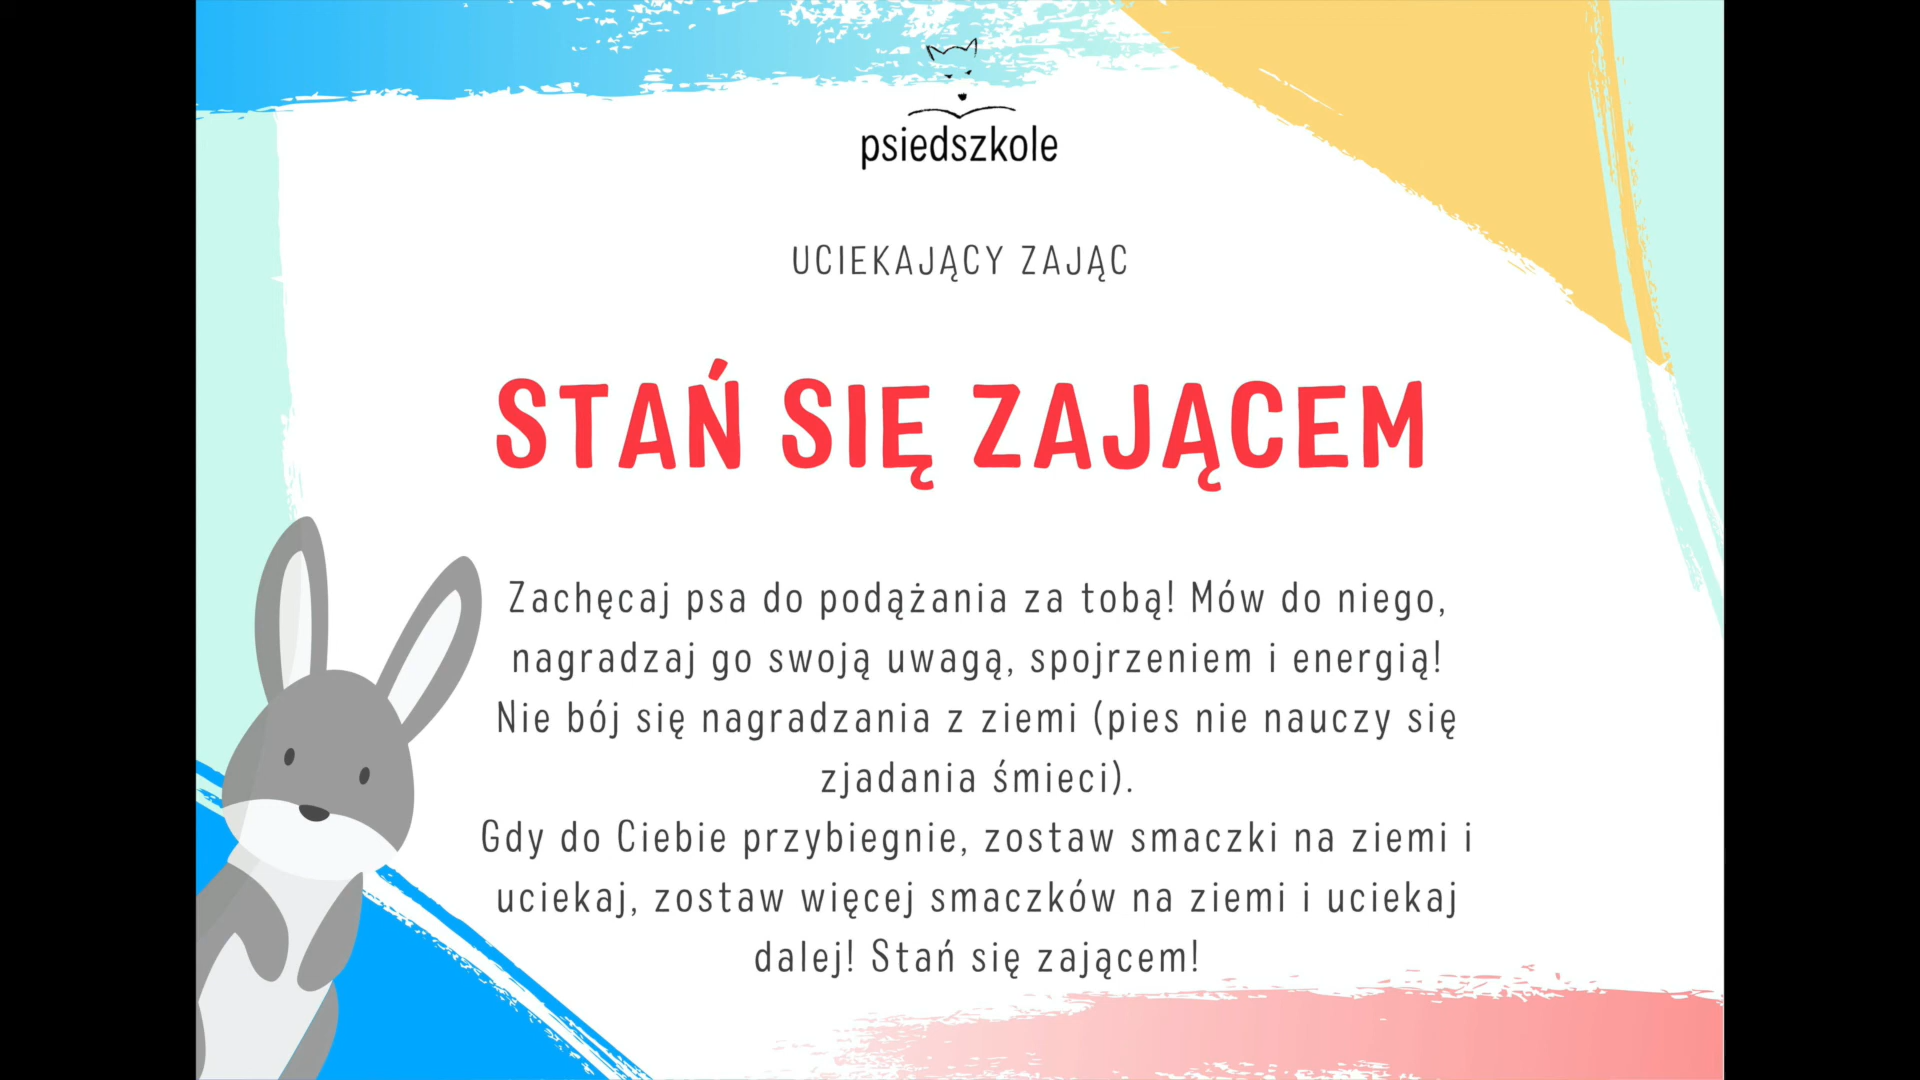 psiedszkole
UCIEKAJĄCY ZAJĄC
STAŃ SIĘ ZAJĄCEM
Zachęcaj psa do podążania za tobą! Mów do niego,
nagradzaj go swoją uwagą, spojrzeniem i energią!
Nie bój się nagradzania z ziemi (pies nie nauczy się
zjadania śmieci).
Gdy do Ciebie przybiegnie, zostaw smaczki na ziemi i
uciekaj, zostaw więcej smaczków na ziemi i uciekaj
dalej! Stań się zającem!